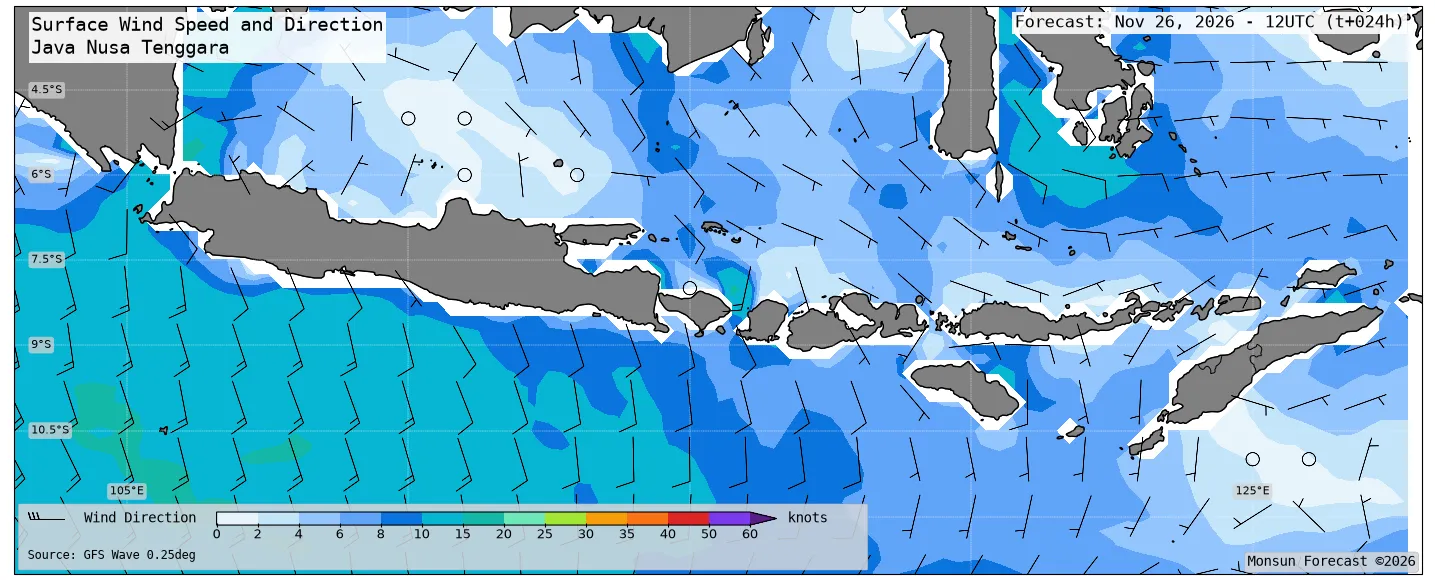 Surface Wind Speed and Direction
Java Nusa Tenggara
Forecast: Nov 26, 2026 - 12UTC (t+024h)
4.5°S
6°S
7.5°S
9°S
10.5°S
105°E
125°E
Wind Direction
0 2 4 6 8 10 15 20 25 30 35 40 50 60
knots
Source: GFS Wave 0.25deg
Monsun Forecast ©2026